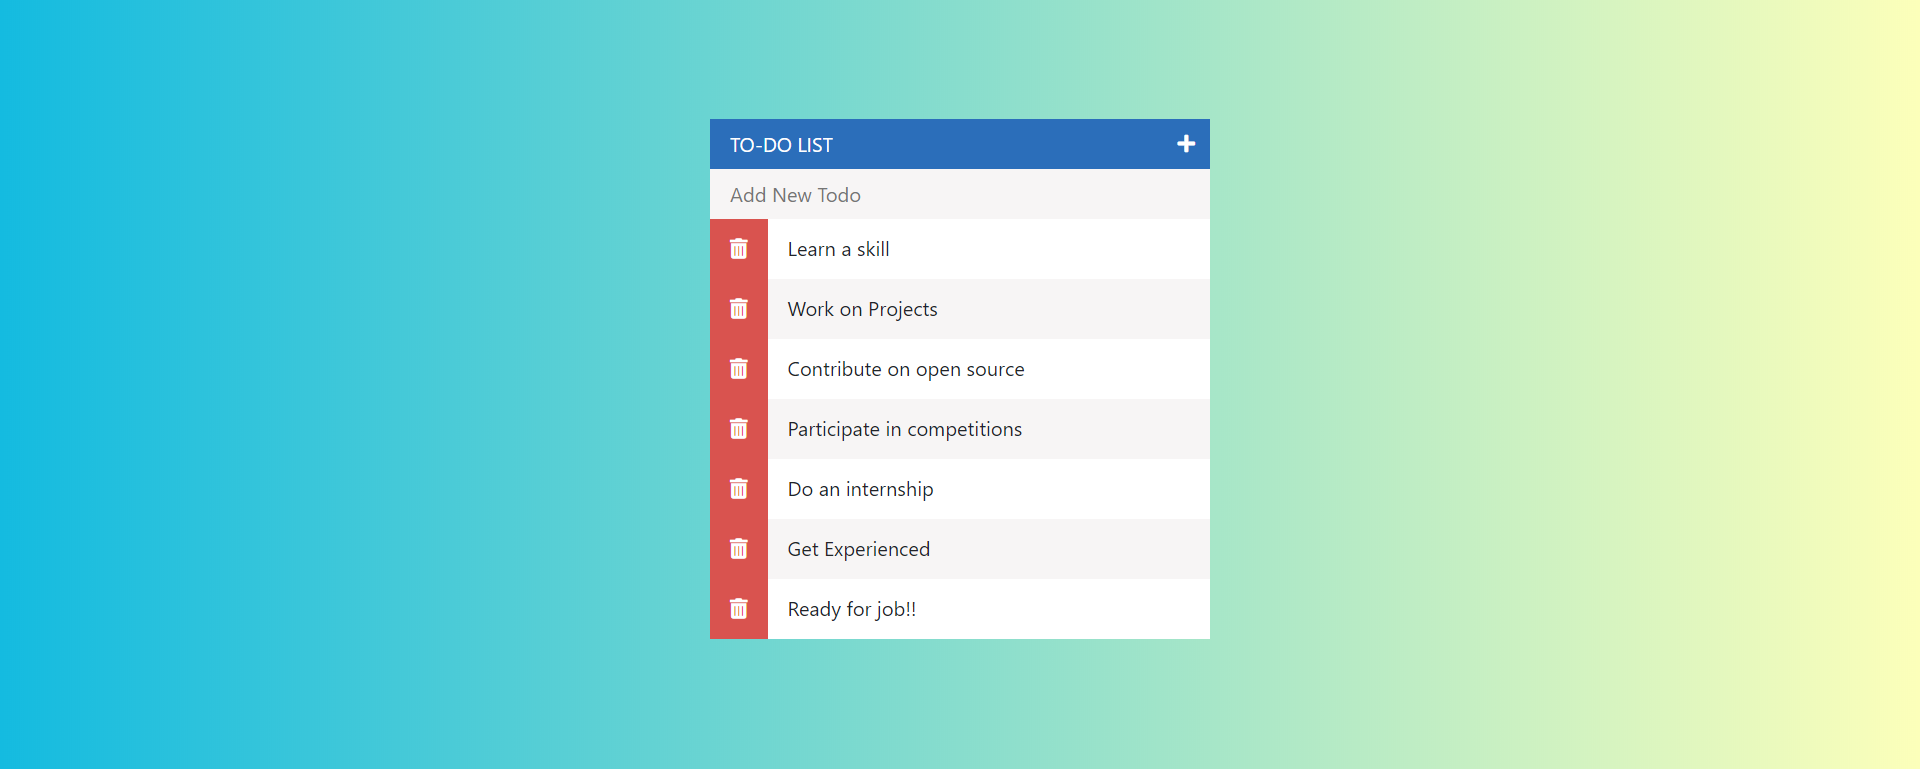 TO-DO LIST
Add New Todo
Learn a skill
Work on Projects
Contribute on open source
Participate in competitions
Do an internship
Get Experienced
Ready for job!!